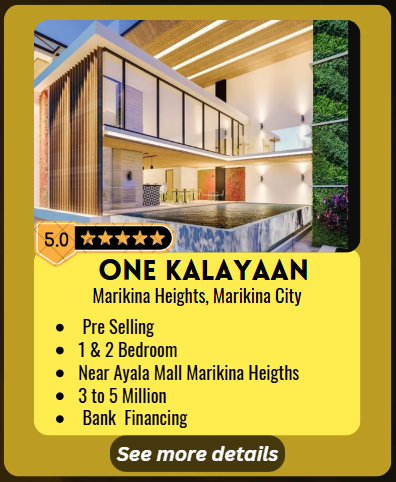 5.0
ONE KALAYAAN
Marikina Heights, Marikina City
• Pre Selling
• 1 & 2 Bedroom
• Near Ayala Mall Marikina Heigths
• 3 to 5 Million
• Bank Financing
See more details